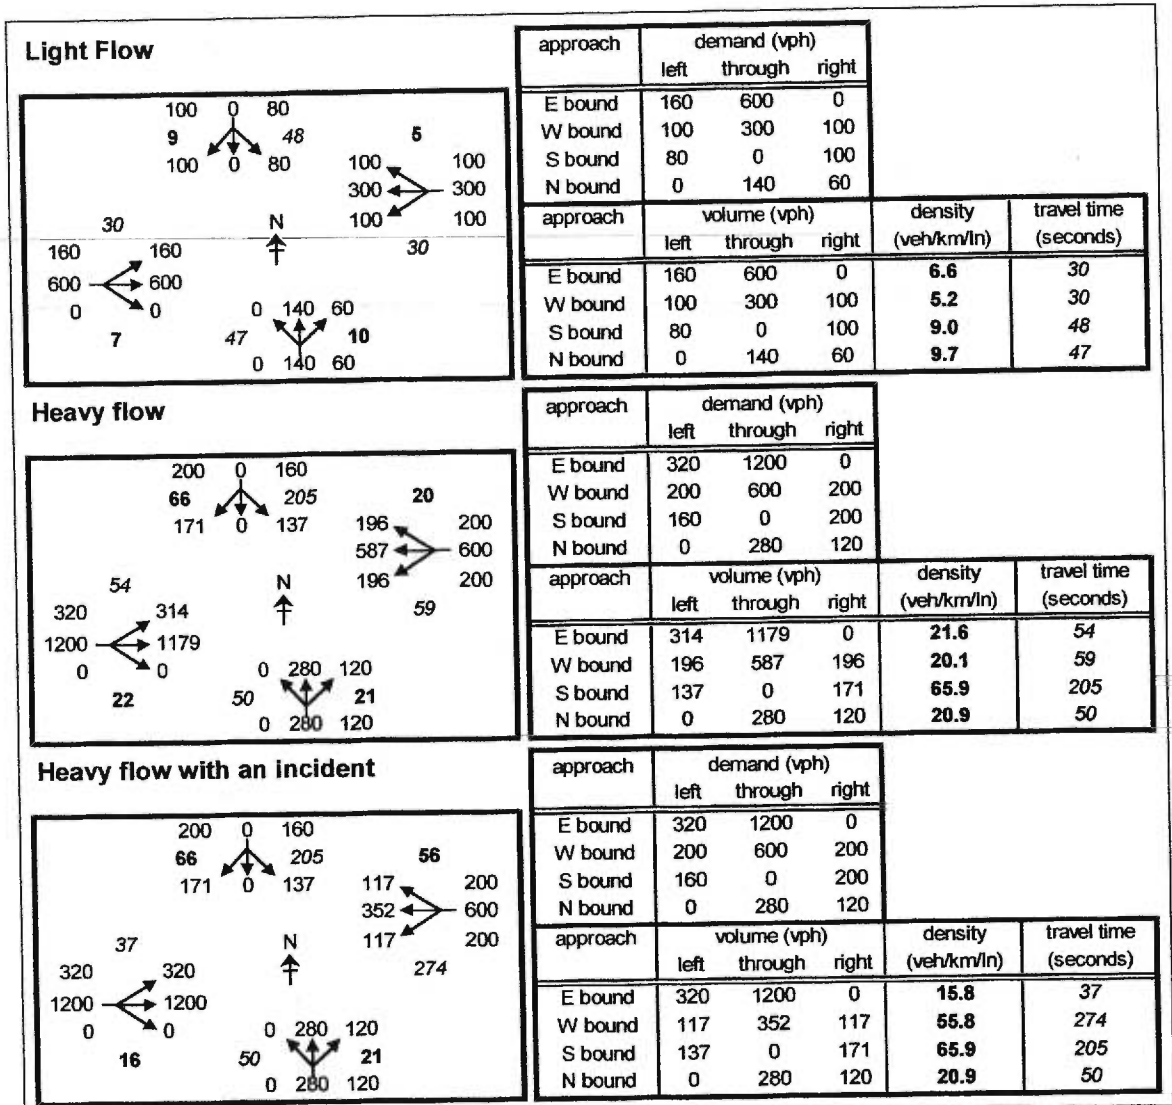 Light Flow
100 0 80
9 48
100 0 80
5
100 100
300 300
100 100
30
30
160 160
600 600
0 0
7
N
0 140 60
47 10
0 140 60
approach demand (vph)
left through right
E bound 160 600 0
W bound 100 300 100
S bound 80 0 100
N bound 0 140 60
approach volume (vph) density travel time
left through right (veh/km/ln) (seconds)
E bound 160 600 0 6.6 30
W bound 100 300 100 5.2 30
S bound 80 0 100 9.0 48
N bound 0 140 60 9.7 47
Heavy flow
200 0 160
66 205
171 0 137
20
196 200
587 600
196 200
59
54
320 314
1200 1179
0 0
22
N
0 280 120
50 21
0 280 120
approach demand (vph)
left through right
E bound 320 1200 0
W bound 200 600 200
S bound 160 0 200
N bound 0 280 120
approach volume (vph) density travel time
left through right (veh/km/ln) (seconds)
E bound 314 1179 0 21.6 54
W bound 196 587 196 20.1 59
S bound 137 0 171 65.9 205
N bound 0 280 120 20.9 50
Heavy flow with an incident
200 0 160
66 205
171 0 137
56
117 200
352 600
117 200
274
37
320 320
1200 1200
0 0
16
N
0 280 120
50 21
0 280 120
approach demand (vph)
left through right
E bound 320 1200 0
W bound 200 600 200
S bound 160 0 200
N bound 0 280 120
approach volume (vph) density travel time
left through right (veh/km/ln) (seconds)
E bound 320 1200 0 15.8 37
W bound 117 352 117 55.8 274
S bound 137 0 171 65.9 205
N bound 0 280 120 20.9 50